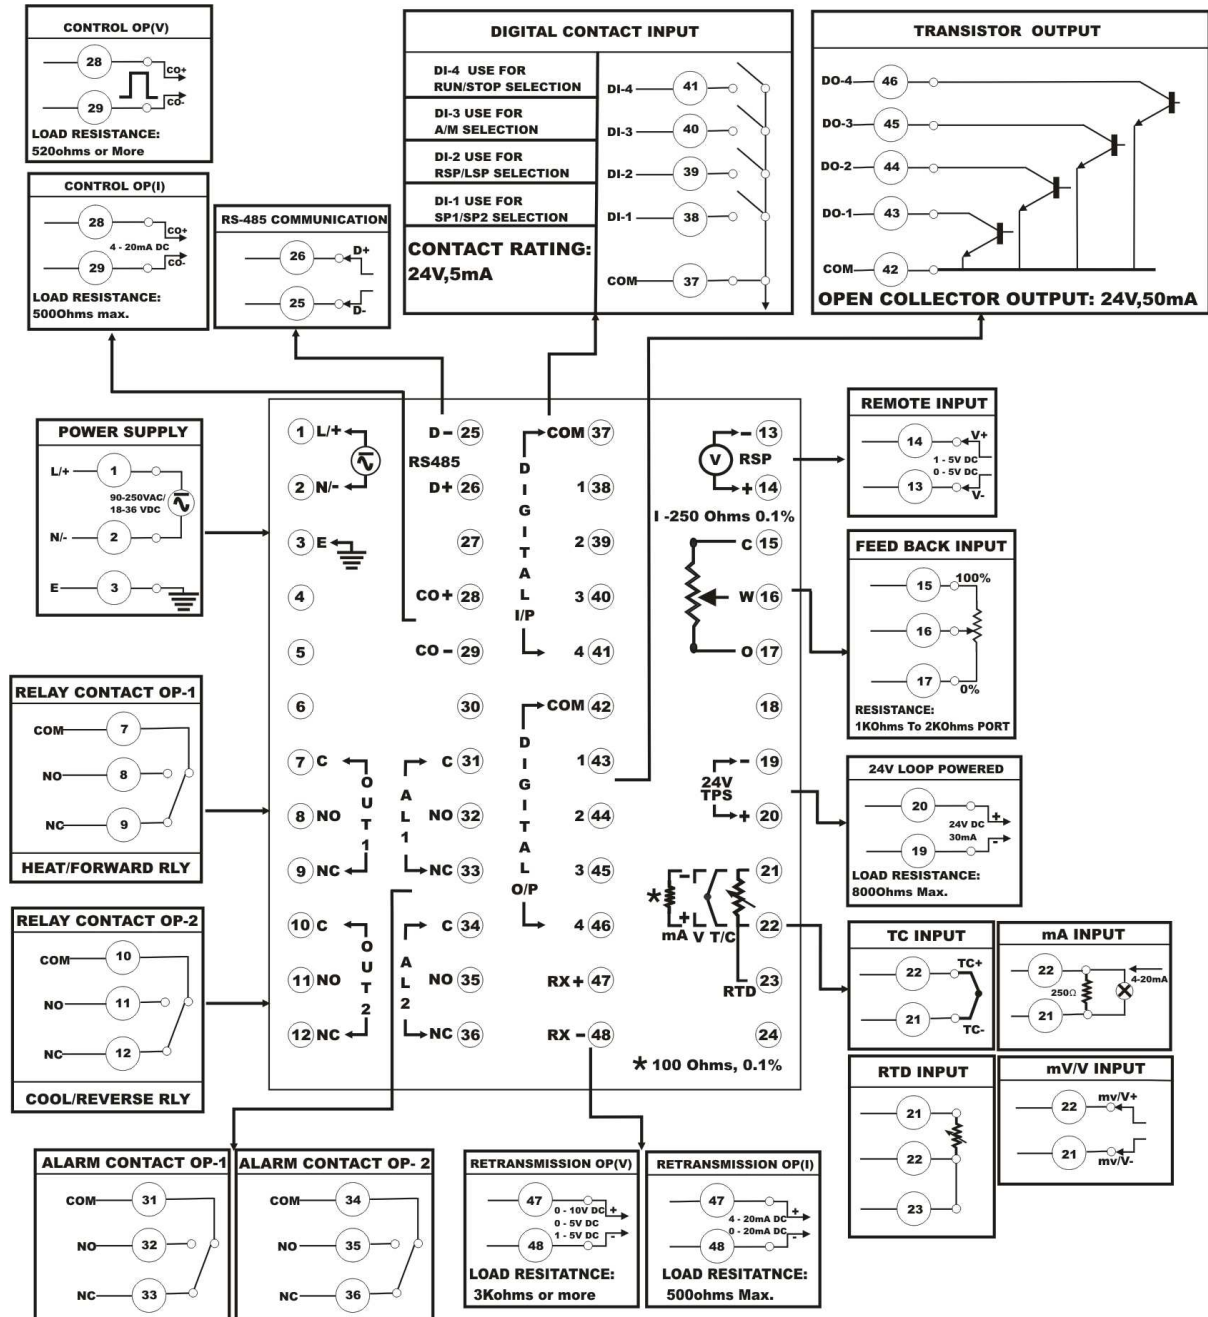 CONTROL OP(V)
28
CO+
29
CO-
LOAD RESISTANCE:
520ohms or More
CONTROL OP(I)
28
CO+
4 - 20mA DC
29
CO-
LOAD RESISTANCE:
500Ohms max.
RS-485 COMMUNICATION
26
D+
25
D-
DIGITAL CONTACT INPUT
DI-4 USE FOR
RUN/STOP SELECTION
DI-3 USE FOR
A/M SELECTION
DI-2 USE FOR
RSP/LSP SELECTION
DI-1 USE FOR
SP1/SP2 SELECTION
CONTACT RATING:
24V,5mA
DI-4 41
DI-3 40
DI-2 39
DI-1 38
COM 37
TRANSISTOR OUTPUT
DO-4 46
DO-3 45
DO-2 44
DO-1 43
COM 42
OPEN COLLECTOR OUTPUT: 24V,50mA
POWER SUPPLY
L/+ 1
90-250VAC/
18-36 VDC
N/- 2
E 3
RELAY CONTACT OP-1
COM 7
NO 8
NC 9
HEAT/FORWARD RLY
RELAY CONTACT OP-2
COM 10
NO 11
NC 12
COOL/REVERSE RLY
1 L/+
2 N/-
3 E
4
5
6
7 C
8 NO
9 NC
OUT1
10 C
11 NO
12 NC
OUT2
D - 25
RS485
D+ 26
27
CO + 28
CO - 29
30
C 31
NO 32
NC 33
AL1
C 34
NO 35
NC 36
AL2
COM 37
1 38
2 39
3 40
4 41
DIGITAL
I/P
COM 42
1 43
2 44
3 45
4 46
DIGITAL
O/P
RX + 47
RX - 48
- 13
V RSP
+ 14
I -250 Ohms 0.1%
C 15
W 16
O 17
18
- 19
24V
TPS
+ 20
21
* - +
mA V T/C
22
RTD 23
24
* 100 Ohms, 0.1%
REMOTE INPUT
14 V+
1 - 5V DC
0 - 5V DC
13 V-
FEED BACK INPUT
15 100%
16
17 0%
RESISTANCE:
1KOhms To 2KOhms PORT
24V LOOP POWERED
20 +
24V DC
30mA
19 -
LOAD RESISTANCE:
800Ohms Max.
TC INPUT
22 TC+
21 TC-
mA INPUT
22
4-20mA
250Ω
21
RTD INPUT
21
22
23
mV/V INPUT
22 mv/V+
21 mv/V-
ALARM CONTACT OP-1
COM 31
NO 32
NC 33
ALARM CONTACT OP- 2
COM 34
NO 35
NC 36
RETRANSMISSION OP(V)
47
0 - 10V DC +
0 - 5V DC
1 - 5V DC -
48
LOAD RESITATNCE:
3Kohms or more
RETRANSMISSION OP(I)
47
4 - 20mA DC +
0 - 20mA DC -
48
LOAD RESITATNCE:
500ohms Max.